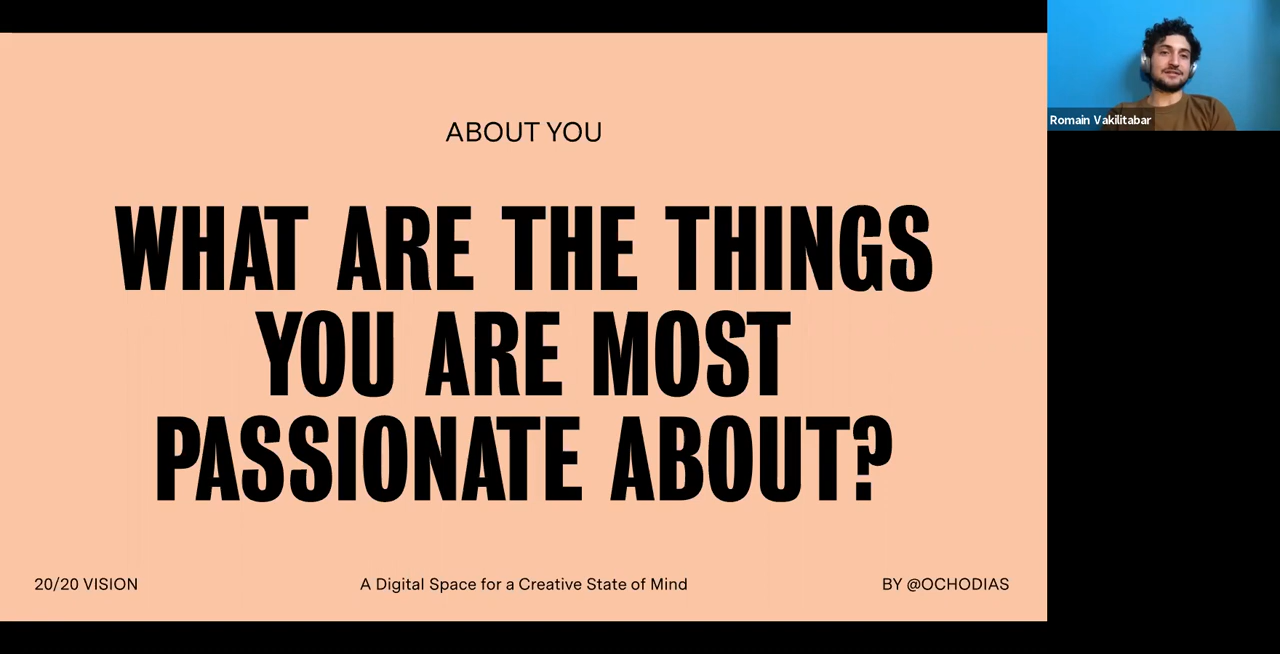 ABOUT YOU
WHAT ARE THE THINGS
YOU ARE MOST
PASSIONATE ABOUT?
20/20 VISION
A Digital Space for a Creative State of Mind
BY @OCHODIAS
Romain Vakilitabar